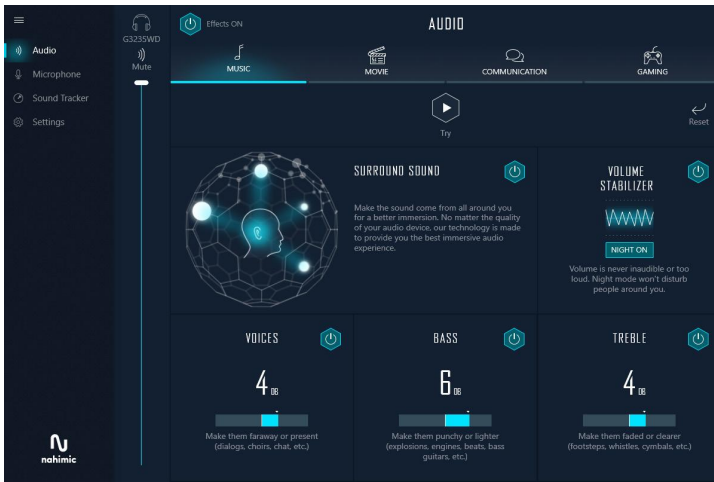 Audio
Microphone
Sound Tracker
Settings
nahimic
G3235WD
Mute
Effects ON
AUDIO
MUSIC
MOVIE
COMMUNICATION
GAMING
Try
Reset
SURROUND SOUND
Make the sound come from all around you
for a better immersion. No matter the quality
of your audio device, our technology is made
to provide you the best immersive audio
experience.
VOLUME
STABILIZER
NIGHT ON
Volume is never inaudible or too
loud. Night mode won't disturb
people around you.
VOICES
4 DB
Make them faraway or present
(dialogs, choirs, chat, etc.)
BASS
6 DB
Make them punchy or lighter
(explosions, engines, beats, bass
guitars, etc.)
TREBLE
4 DB
Make them faded or clearer
(footsteps, whistles, cymbals, etc.)